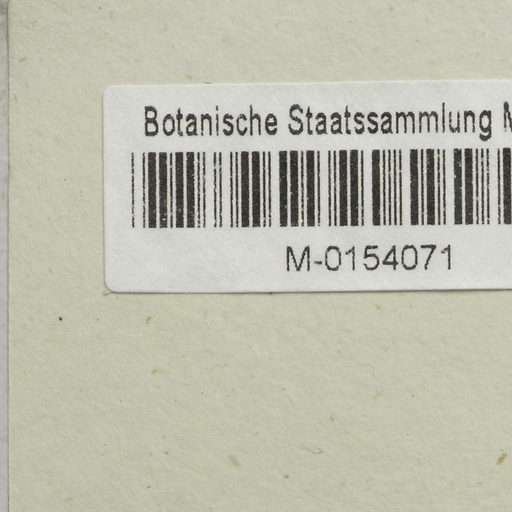 Botanische Staatssammlung M
M-0154071